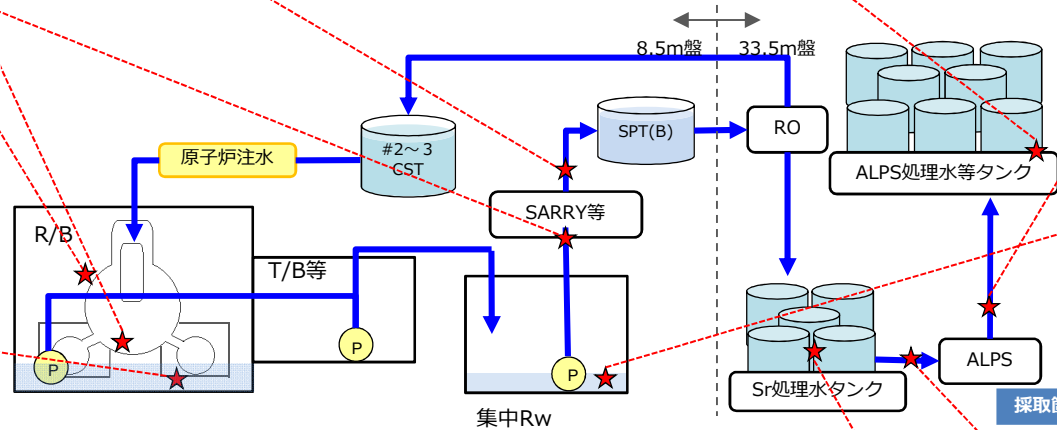 8.5m盤
33.5m盤
#2～3
CST
SPT(B)
RO
原子炉注水
ALPS処理水等タンク
SARRY等
R/B
T/B等
P
P
P
ALPS
Sr処理水タンク
集中Rw
採取箇